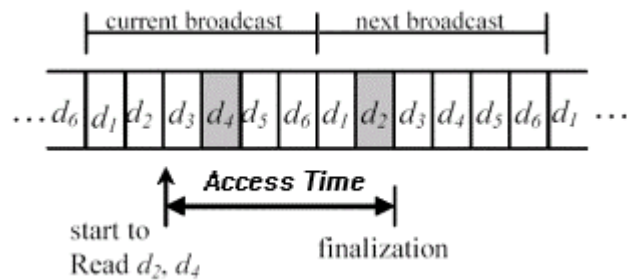 current broadcast next broadcast
… d6 d1 d2 d3 d4 d5 d6 d1 d2 d3 d4 d5 d6 d1 …
Access Time
start to
Read d2, d4
finalization